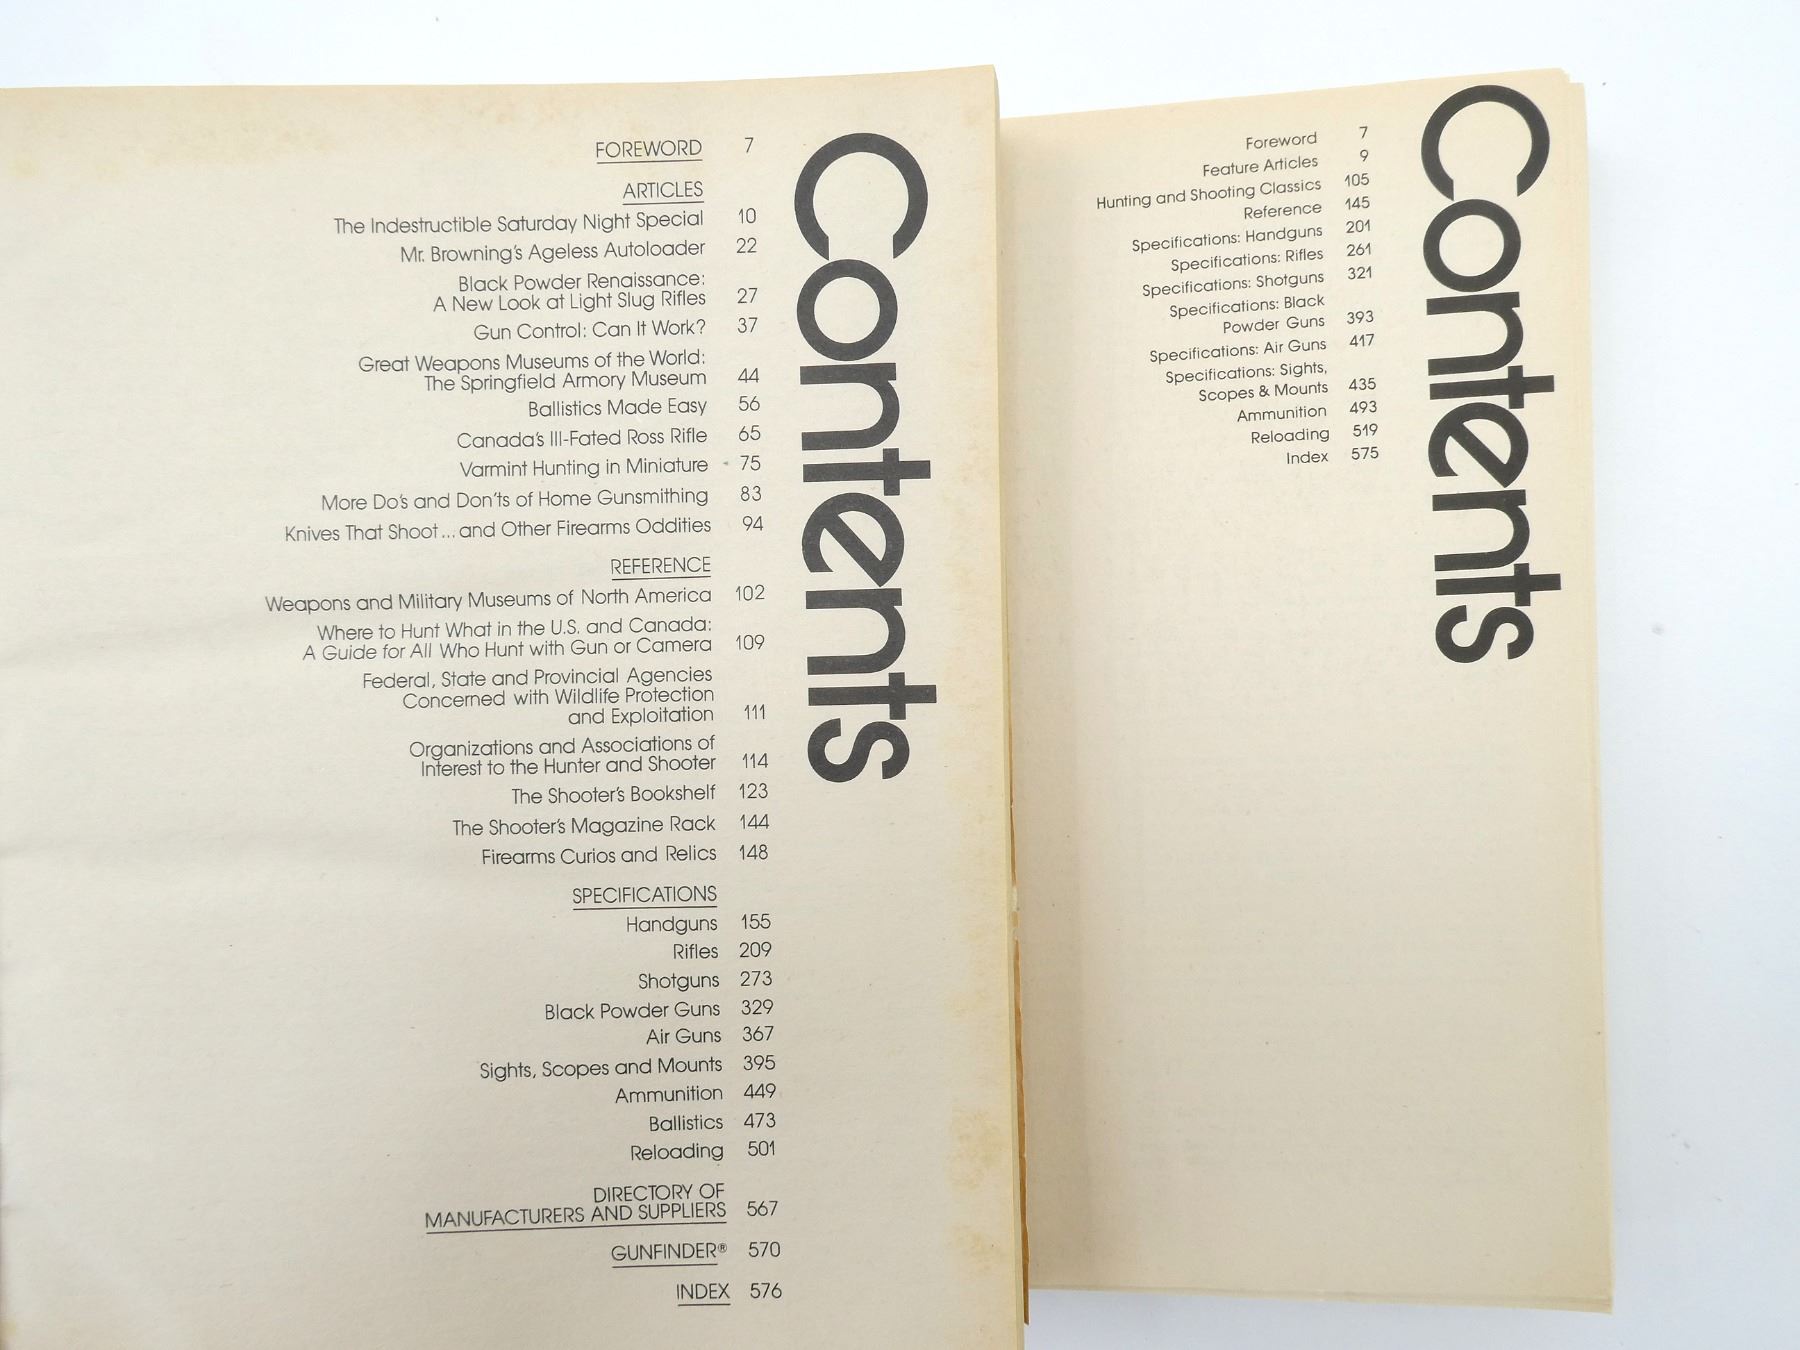 Contents
FOREWORD 7
ARTICLES
The Indestructible Saturday Night Special 10
Mr. Browning's Ageless Autoloader 22
Black Powder Renaissance:
A New Look at Light Slug Rifles 27
Gun Control: Can It Work? 37
Great Weapons Museums of the World:
The Springfield Armory Museum 44
Ballistics Made Easy 56
Canada's Ill-Fated Ross Rifle 65
Varmint Hunting in Miniature 75
More Do's and Don'ts of Home Gunsmithing 83
Knives That Shoot... and Other Firearms Oddities 94
REFERENCE
Weapons and Military Museums of North America 102
Where to Hunt What in the U.S. and Canada:
A Guide for All Who Hunt with Gun or Camera 109
Federal, State and Provincial Agencies
Concerned with Wildlife Protection
and Exploitation 111
Organizations and Associations of
Interest to the Hunter and Shooter 114
The Shooter's Bookshelf 123
The Shooter's Magazine Rack 144
Firearms Curios and Relics 148
SPECIFICATIONS
Handguns 155
Rifles 209
Shotguns 273
Black Powder Guns 329
Air Guns 367
Sights, Scopes and Mounts 395
Ammunition 449
Ballistics 473
Reloading 501
DIRECTORY OF
MANUFACTURERS AND SUPPLIERS 567
GUNFINDER® 570
INDEX 576
Contents
Foreword 7
Feature Articles 9
Hunting and Shooting Classics 105
Reference 145
Specifications: Handguns 201
Specifications: Rifles 261
Specifications: Shotguns 321
Specifications: Black
Powder Guns 393
Specifications: Air Guns 417
Specifications: Sights,
Scopes & Mounts 435
Ammunition 493
Reloading 519
Index 575